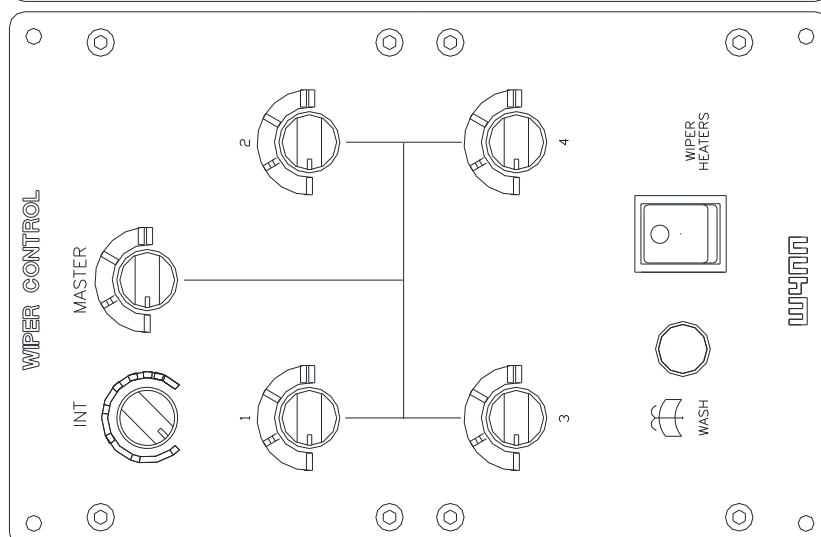 WIPER CONTROL
INT
MASTER
1
2
3
4
WASH
WIPER
HEATERS
wynn